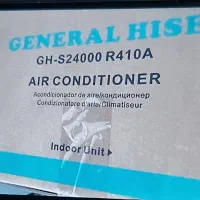 GENERAL HISE
GH-S24000 R410A
AIR CONDITIONER
Acondicionador de aire/кондиционер
Condizionatore d'aria/Climatiseur
Indoor Unit